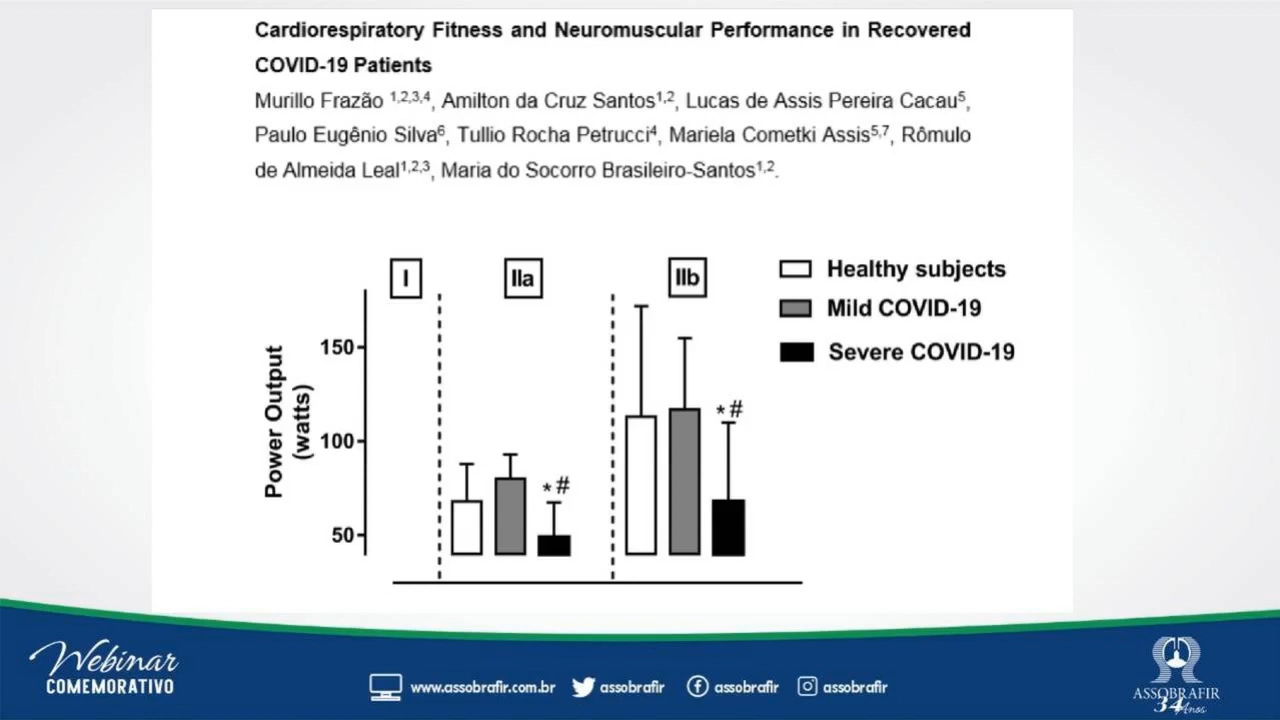 Cardiorespiratory Fitness and Neuromuscular Performance in Recovered
COVID-19 Patients
Murillo Frazão 1,2,3,4, Amilton da Cruz Santos1,2, Lucas de Assis Pereira Cacau5,
Paulo Eugênio Silva6, Tullio Rocha Petrucci4, Mariela Cometki Assis5,7, Rômulo
de Almeida Leal1,2,3, Maria do Socorro Brasileiro-Santos1,2.
I
IIa
IIb
Healthy subjects
Mild COVID-19
Severe COVID-19
Power Output
(watts)
150
100
50
*#
*#
Webinar
COMEMORATIVO
www.assobrafir.com.br
assobrafir
assobrafir
assobrafir
ASSOBRAFIR
34 Anos